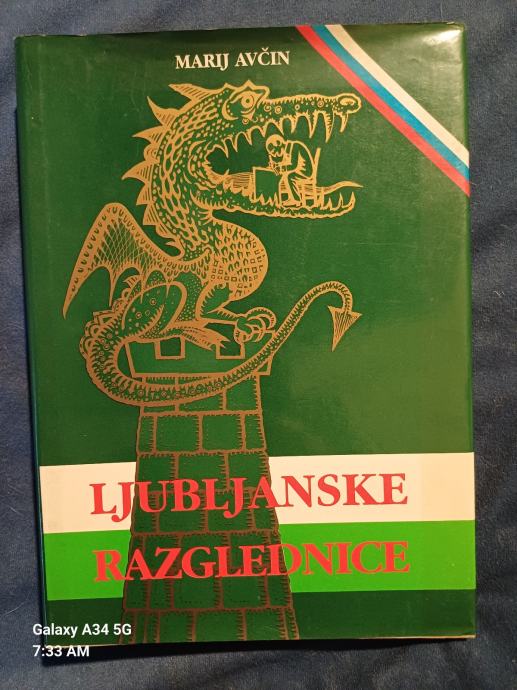 MARIJ AVČIN
LJUBLJANSKE
RAZGLEDNICE
Galaxy A34 5G
7:33 AM